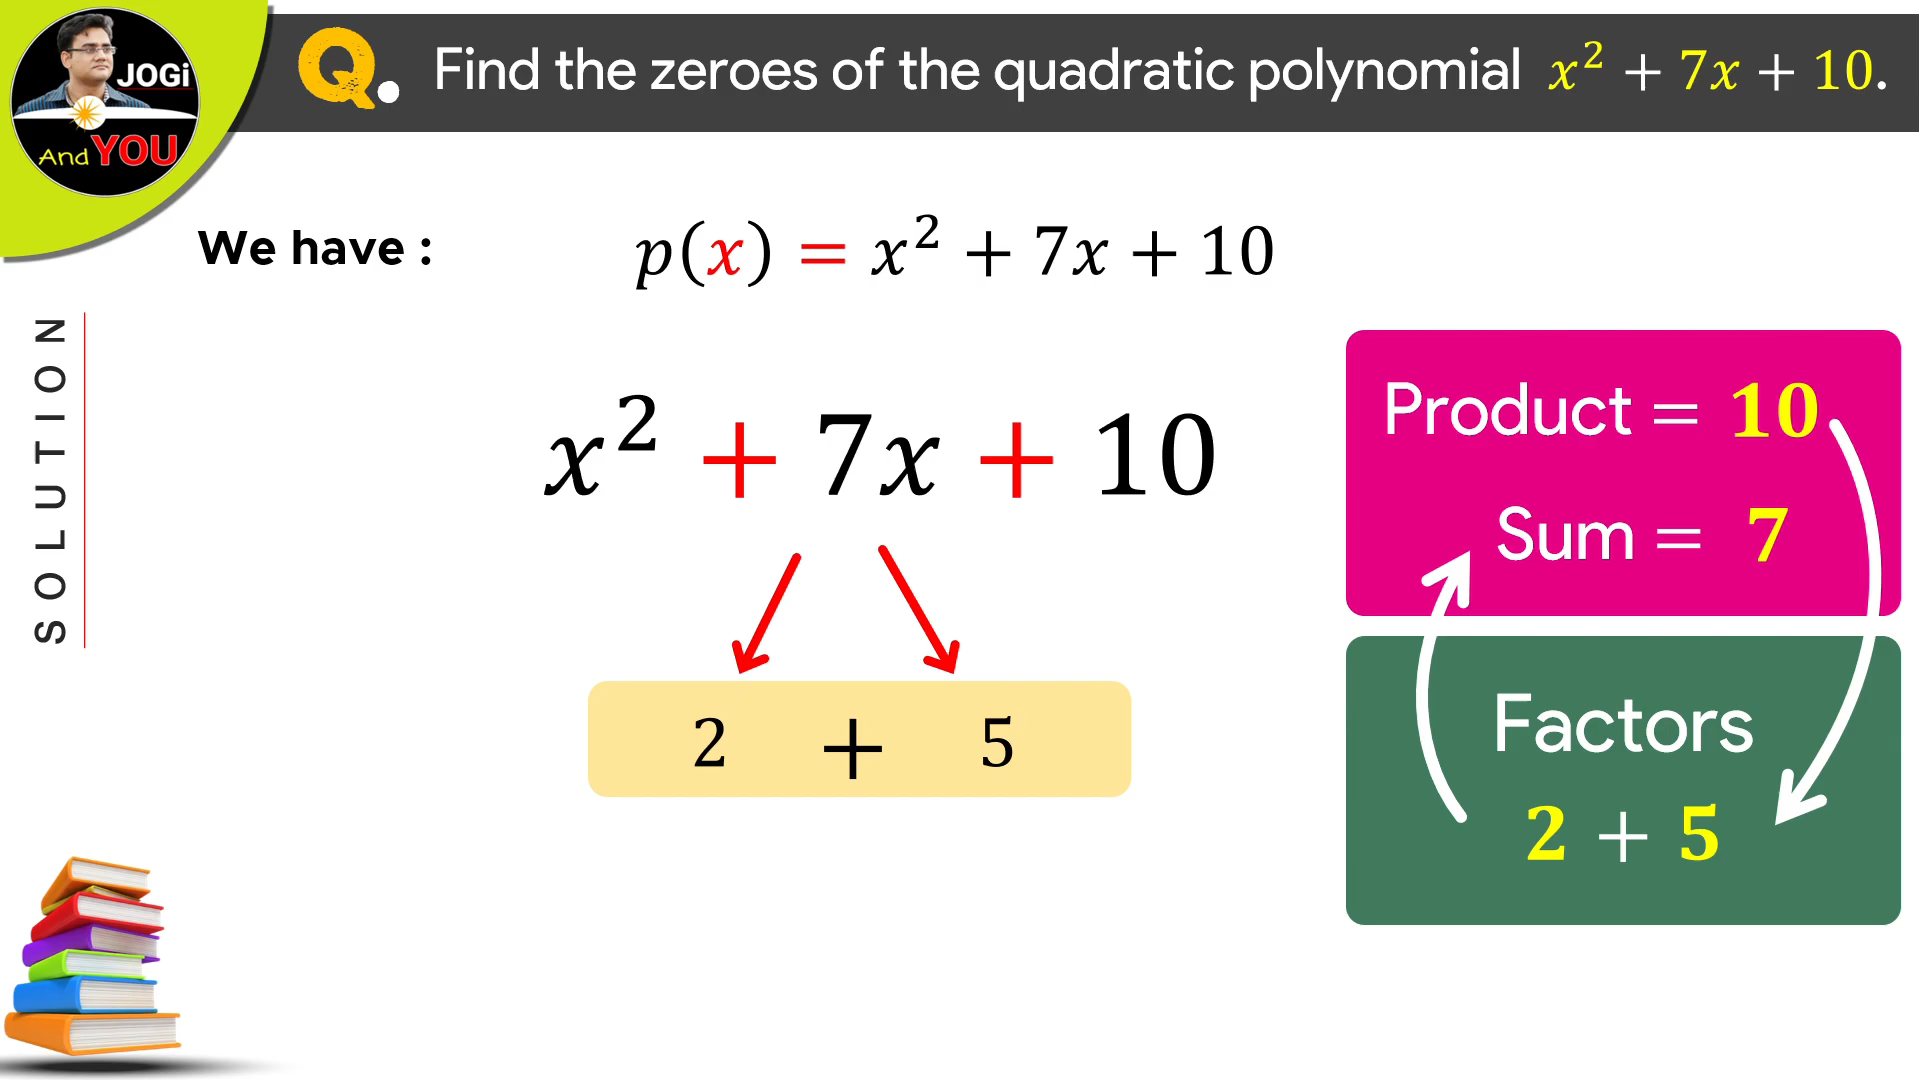 JOGi
And YOU
Q. Find the zeroes of the quadratic polynomial x² + 7x + 10.
We have : p(x) = x² + 7x + 10
SOLUTION
x² + 7x + 10
2 + 5
Product = 10
Sum = 7
Factors
2 + 5